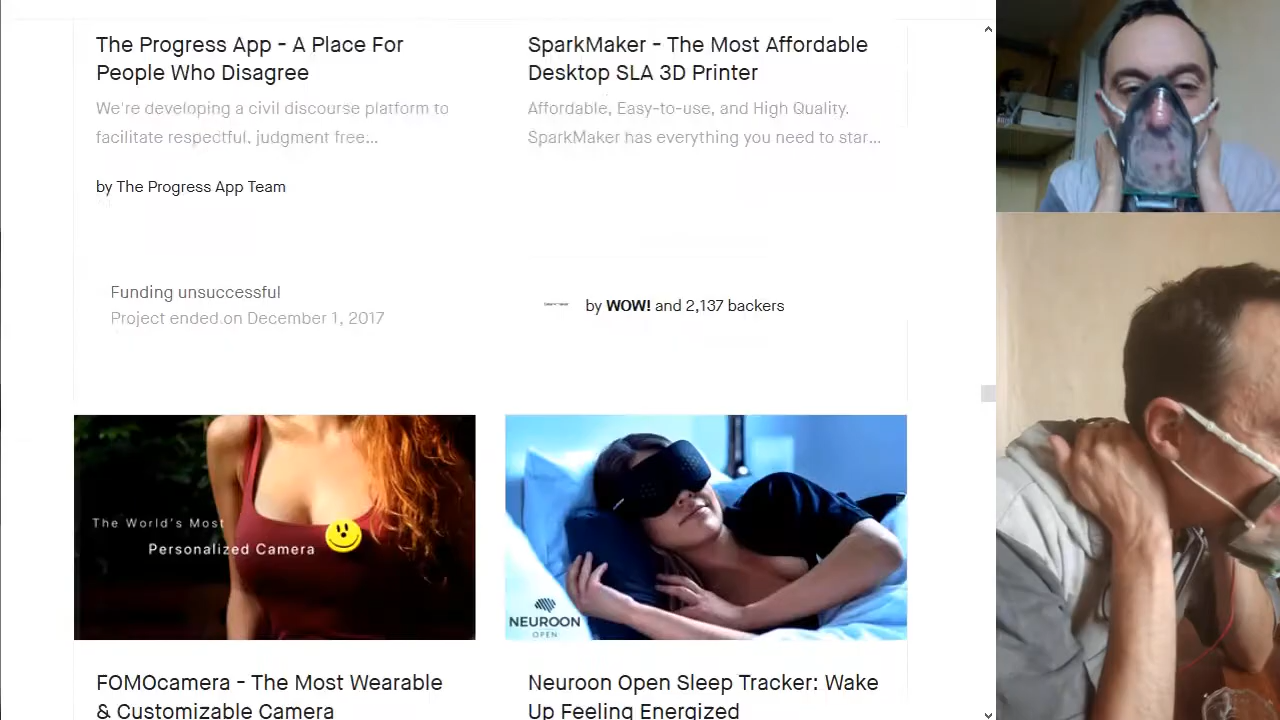 The Progress App - A Place For
People Who Disagree
We're developing a civil discourse platform to
facilitate respectful, judgment free...
by The Progress App Team
Funding unsuccessful
Project ended on December 1, 2017
SparkMaker - The Most Affordable
Desktop SLA 3D Printer
Affordable, Easy-to-use, and High Quality.
SparkMaker has everything you need to star...
by WOW! and 2,137 backers
The World's Most
Personalized Camera
FOMOcamera - The Most Wearable
& Customizable Camera
NEUROON
OPEN
Neuroon Open Sleep Tracker: Wake
Up Feeling Energized